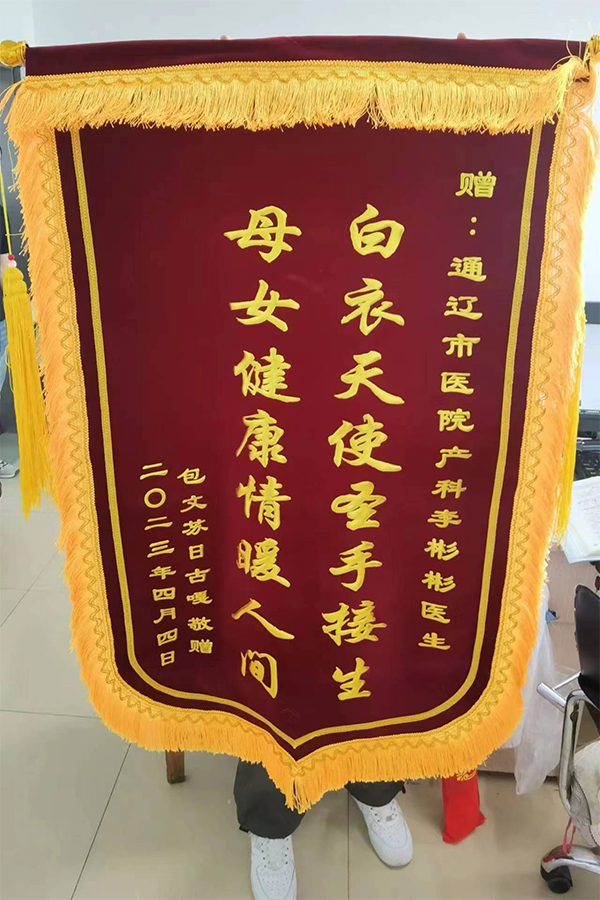 赠：通辽市医院产科李彬彬医生
白衣天使圣手接生
母女健康情暖人间
包文苏日古嘎敬赠
二〇二三年四月四日